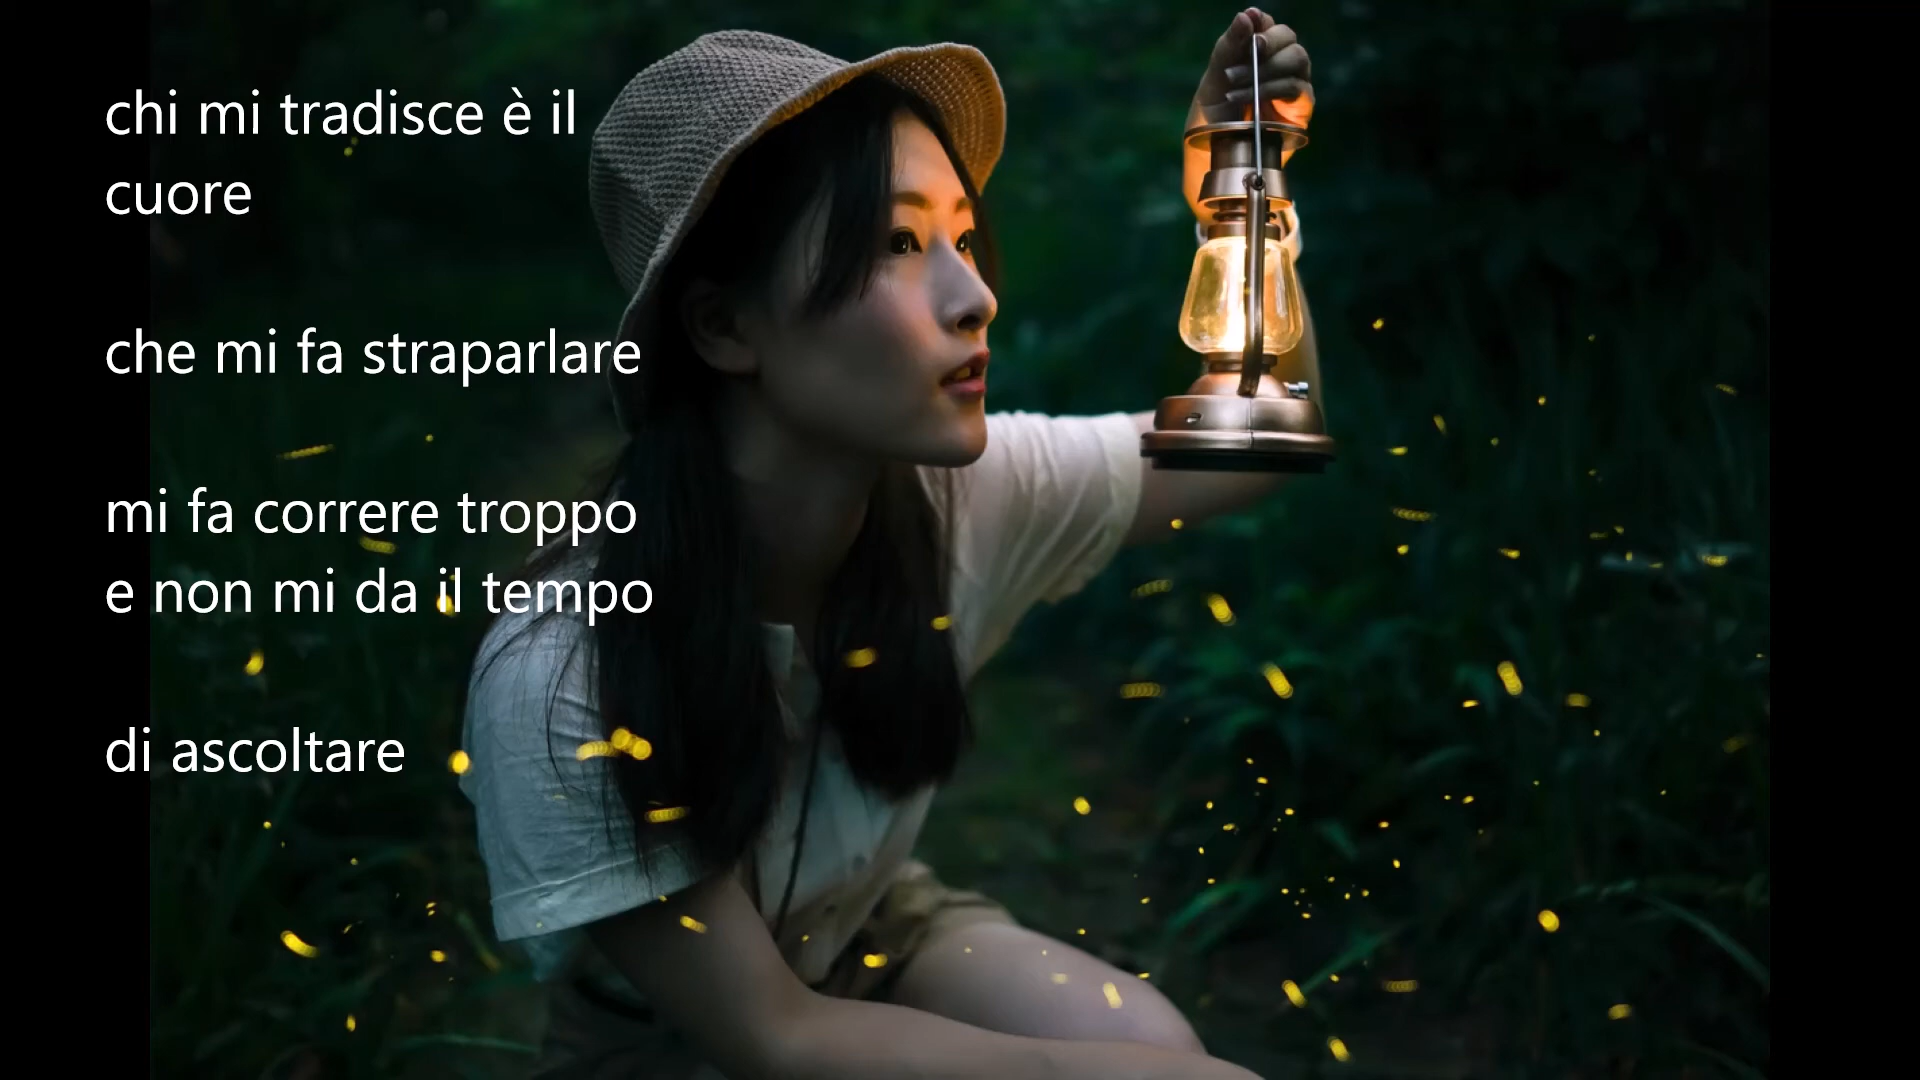 chi mi tradisce è il
cuore
che mi fa straparlare
mi fa correre troppo
e non mi da il tempo
di ascoltare